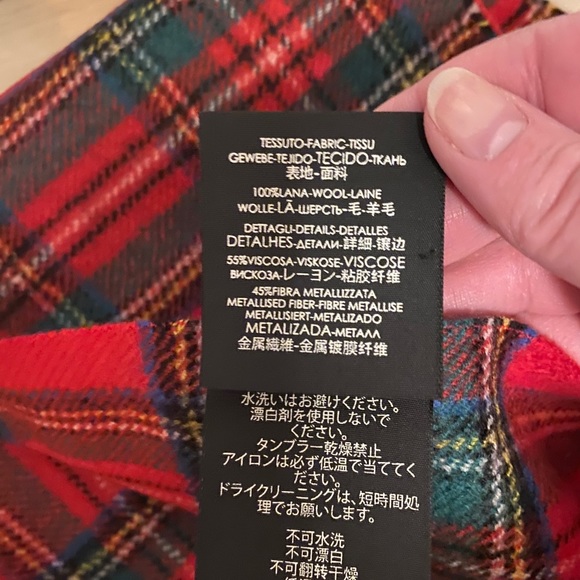 TESSUTO-FABRIC-TISSU
GEWEBE-TEJIDO-TECIDO-ТКАНЬ
表地-面料
100%LANA-WOOL-LAINE
WOLLE-LÃ-ШЕРСТЬ-毛-羊毛
DETTAGLI-DETAILS-DETALLES
DETALHES-ДЕТАЛИ-詳細-镶边
55%VISCOSA-VISKOSE-VISCOSE
ВИСКОЗА-レーヨン-粘胶纤维
45%FIBRA METALLIZZATA
METALLISED FIBER-FIBRE METALLISE
METALLISIERT-METALIZADO
METALIZADA-МЕТАЛЛ
金属繊維-金属镀膜纤维
水洗いはお避けください。
漂白剤を使用しないで
ください。
タンブラー乾燥禁止
アイロンは必ず低温で当ててく
ださい。
ドライクリーニングは、短時間処
理でお願いします。
不可水洗
不可漂白
不可翻转干燥